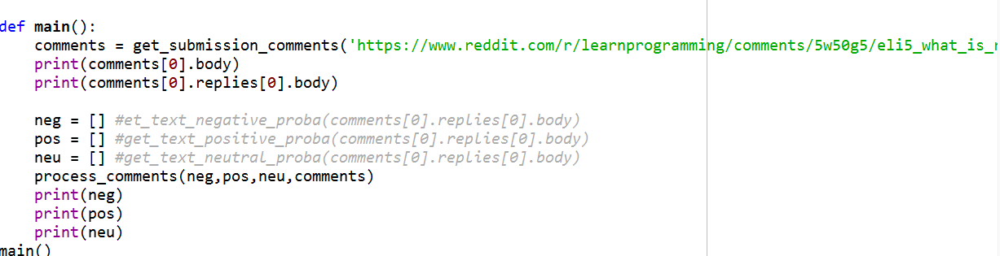 def main():
    comments = get_submission_comments('https://www.reddit.com/r/learnprogramming/comments/5w50g5/eli5_what_is_
    print(comments[0].body)
    print(comments[0].replies[0].body)
    neg = [] #et_text_negative_proba(comments[0].replies[0].body)
    pos = [] #get_text_positive_proba(comments[0].replies[0].body)
    neu = [] #get_text_neutral_proba(comments[0].replies[0].body)
    process_comments(neg,pos,neu,comments)
    print(neg)
    print(pos)
    print(neu)
main()